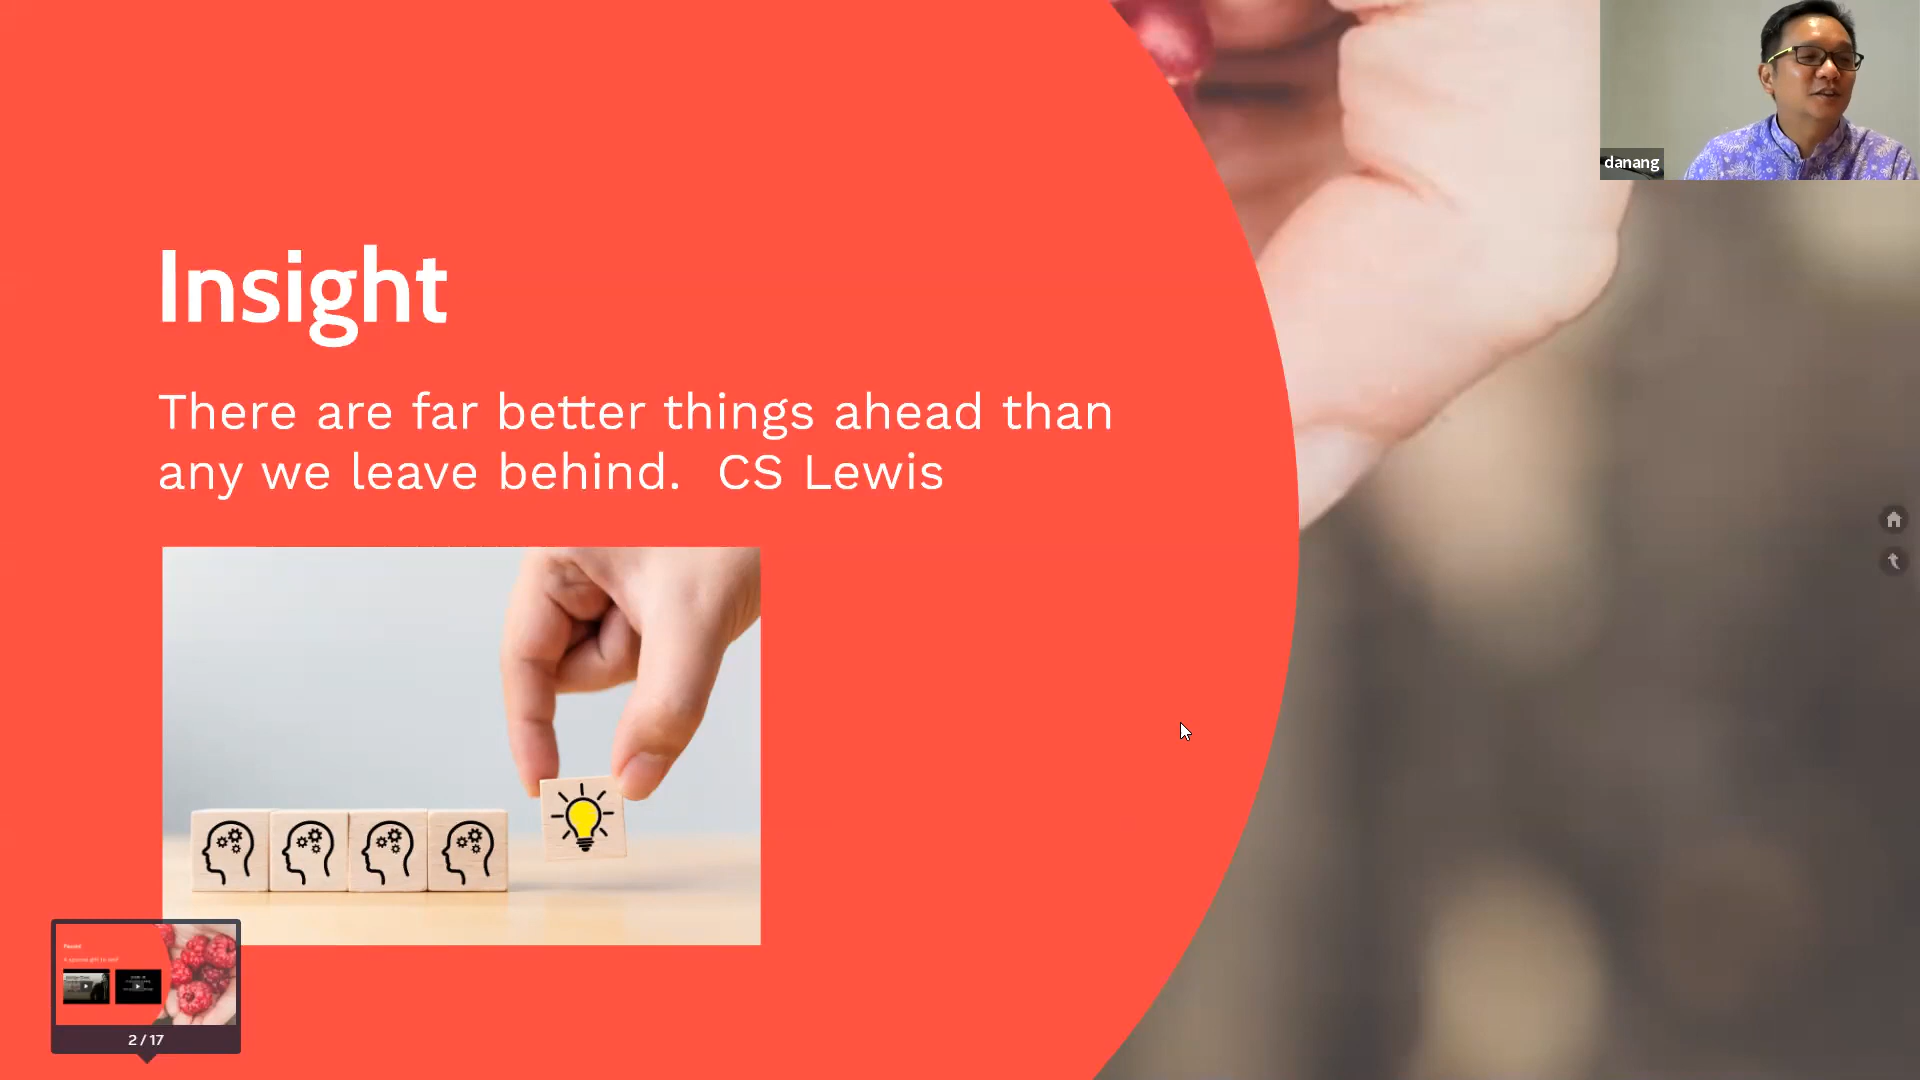 Insight
There are far better things ahead than
any we leave behind.  CS Lewis
danang
2 / 17